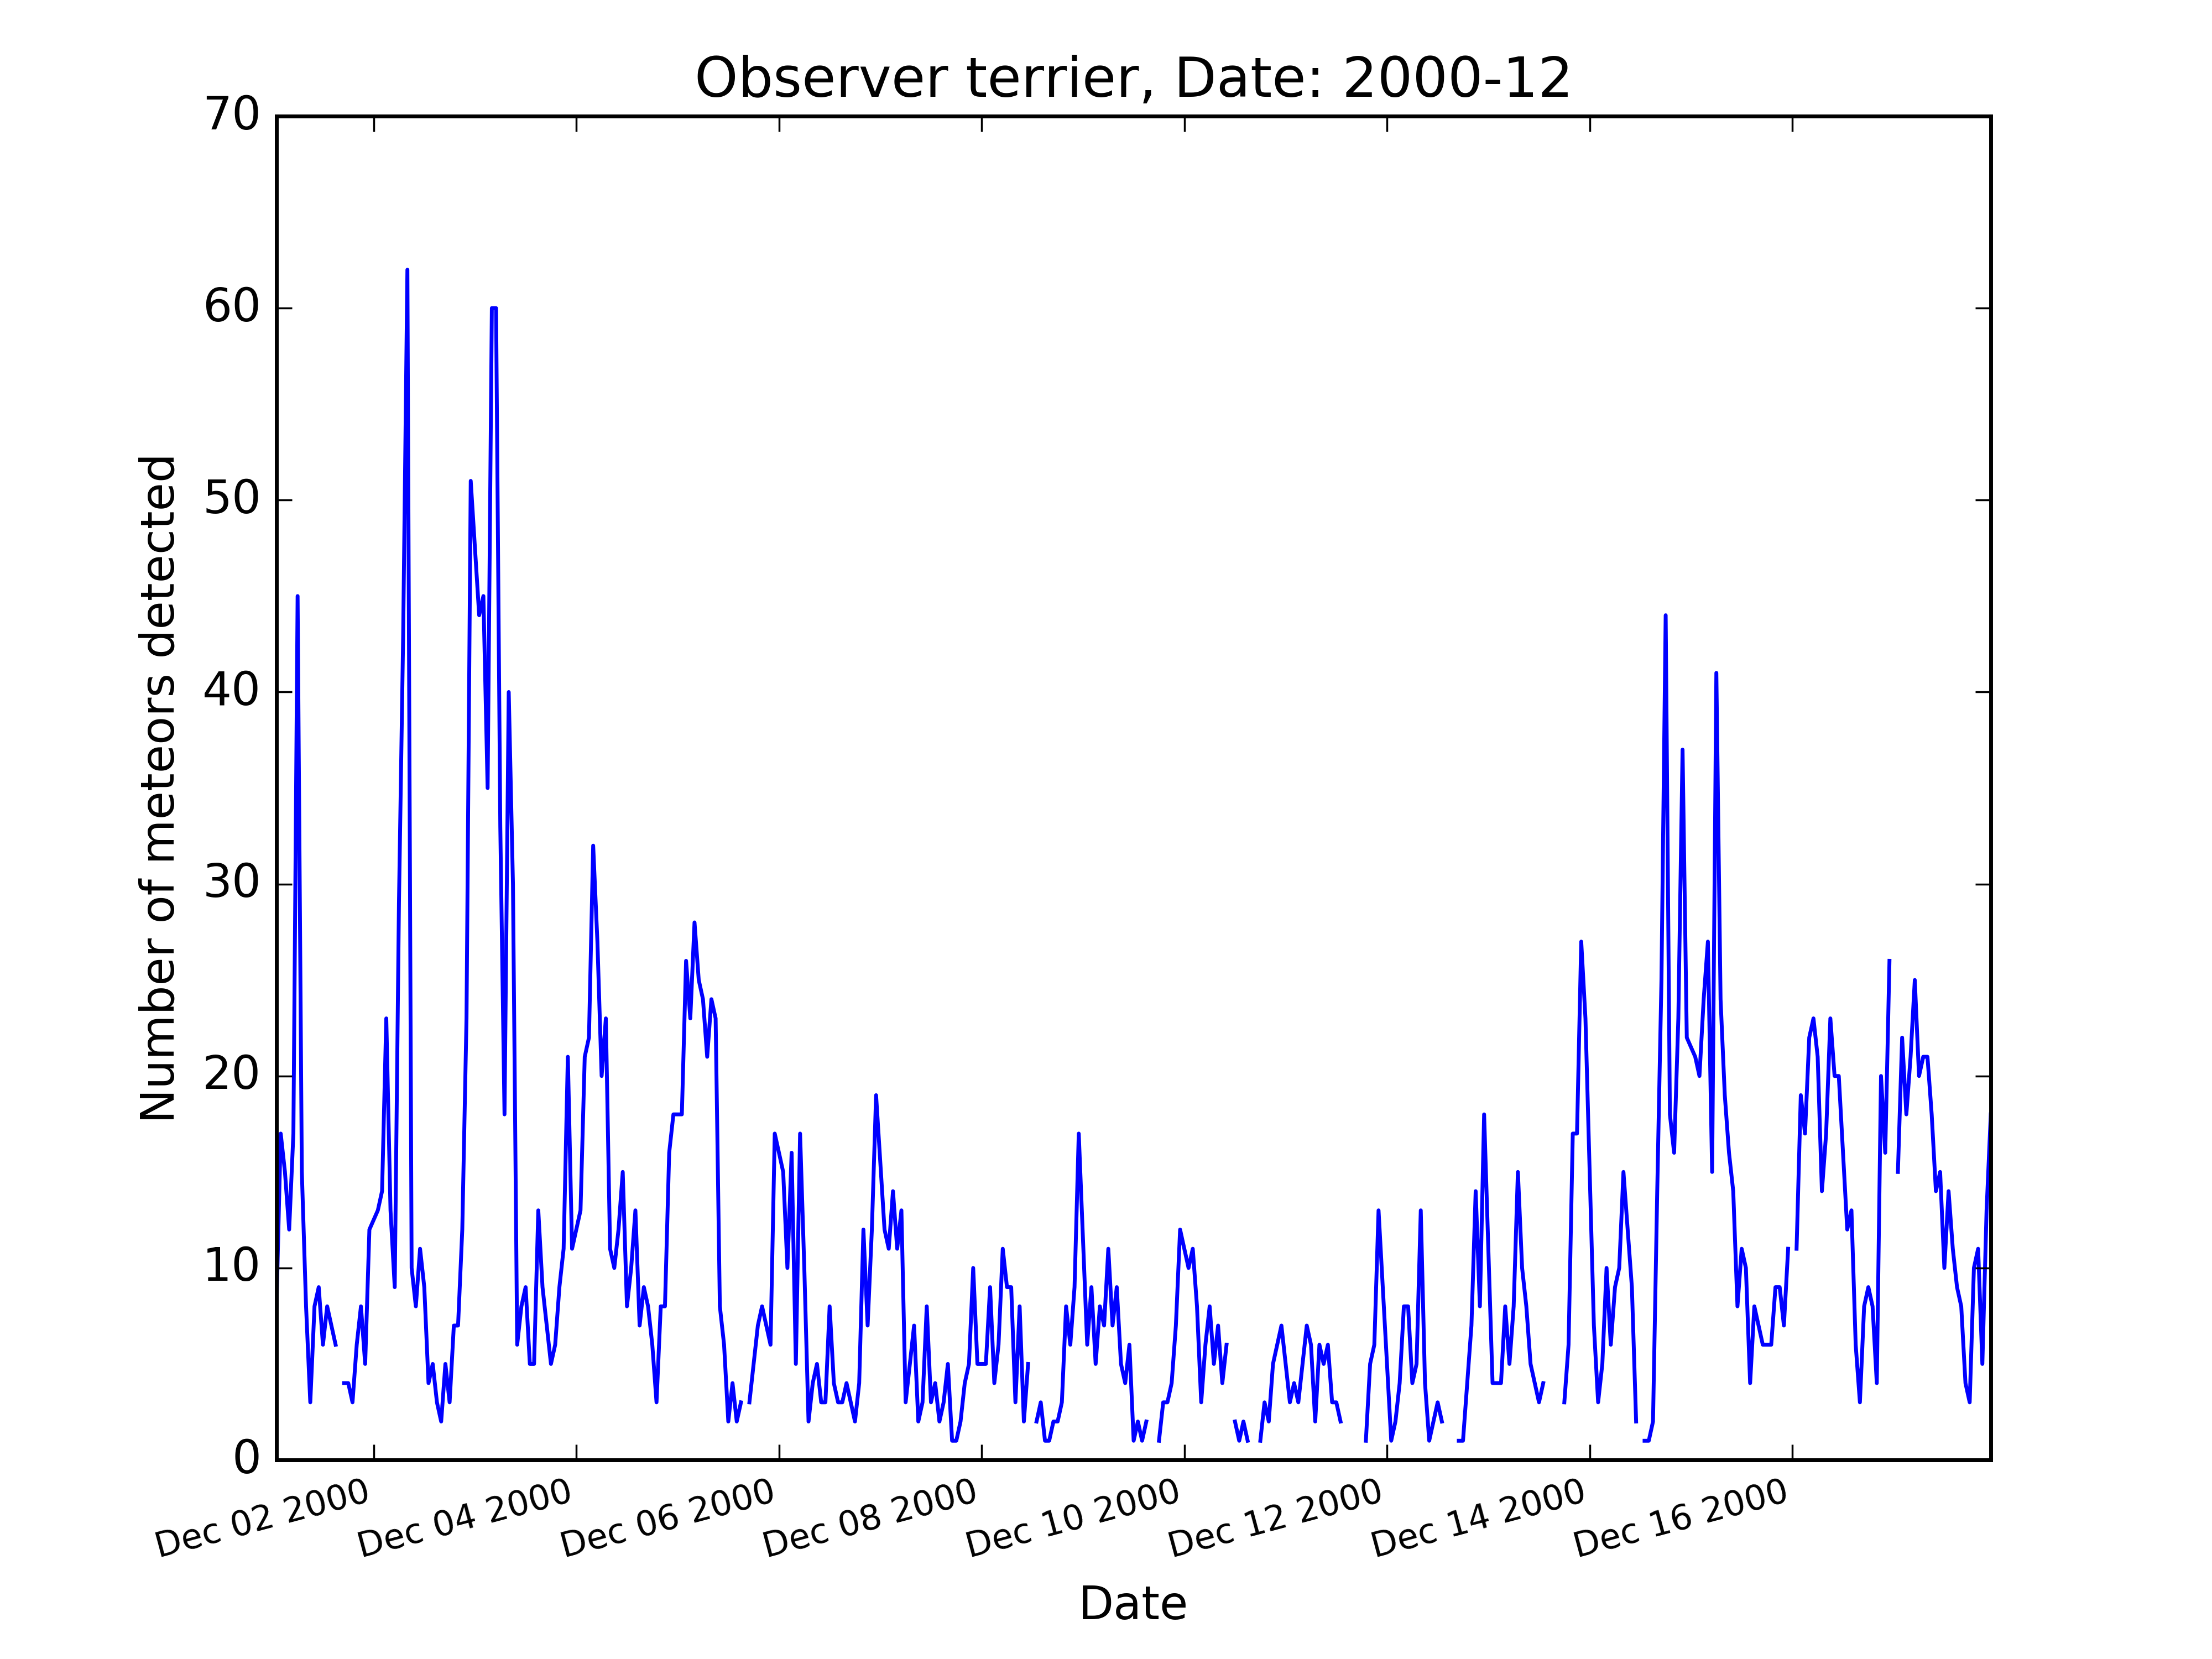 Observer terrier, Date: 2000-12
70
60
50
40
30
20
10
0
Number of meteors detected
Dec 02 2000
Dec 04 2000
Dec 06 2000
Dec 08 2000
Dec 10 2000
Dec 12 2000
Dec 14 2000
Dec 16 2000
Date